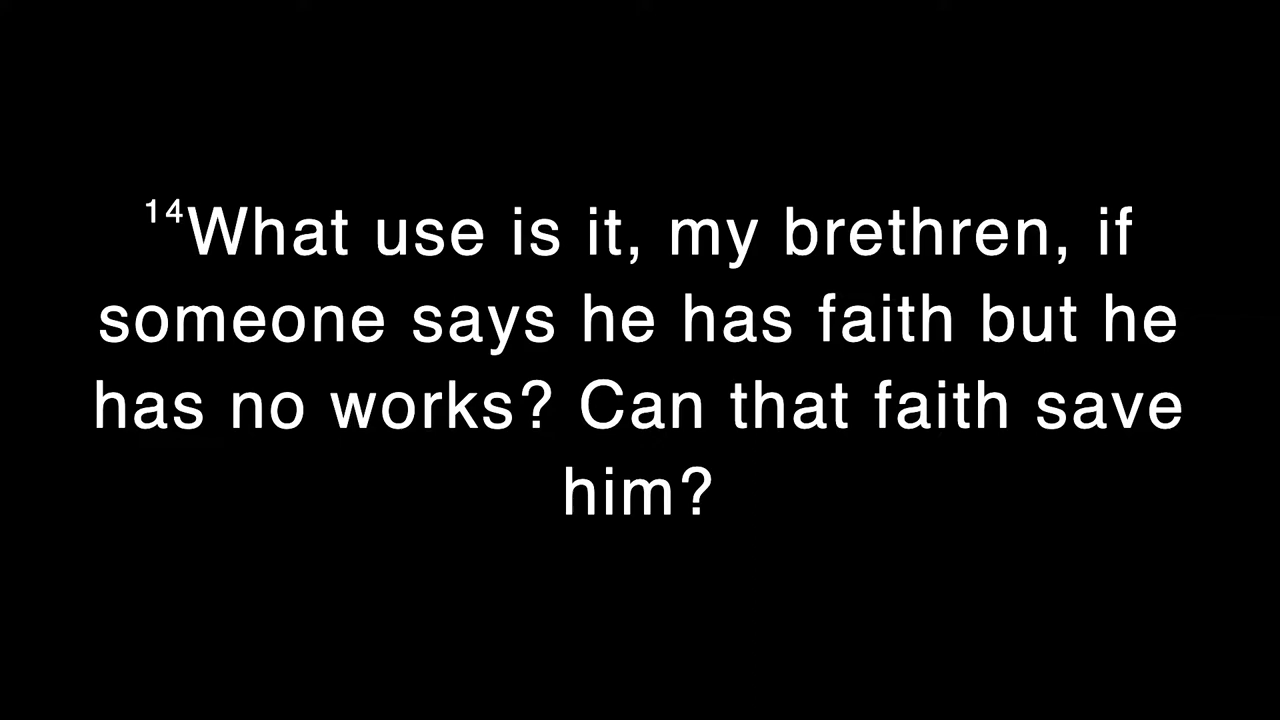 ¹⁴What use is it, my brethren, if
someone says he has faith but he
has no works? Can that faith save
him?